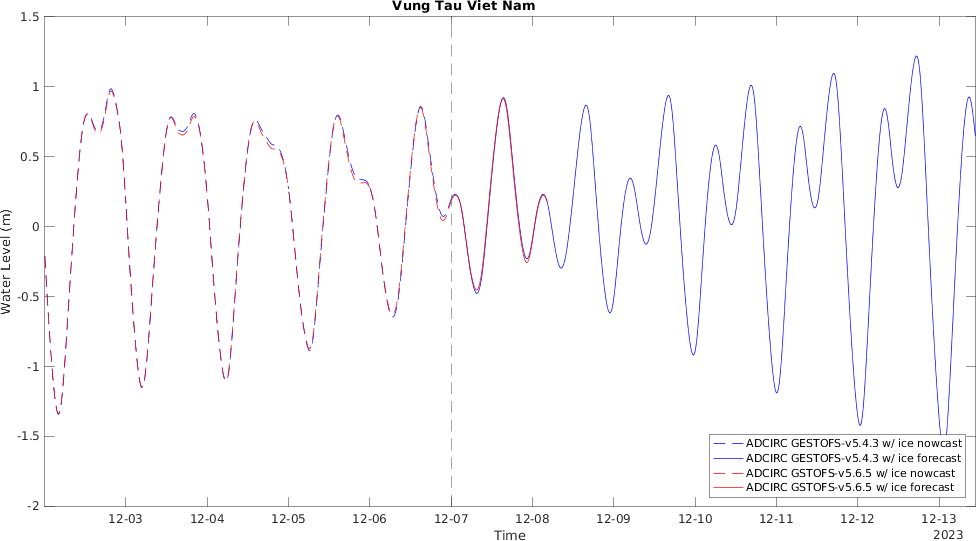 Vung Tau Viet Nam
1.5
1
0.5
0
-0.5
-1
-1.5
-2
Water Level (m)
12-03 12-04 12-05 12-06 12-07 12-08 12-09 12-10 12-11 12-12 12-13
Time
2023
ADCIRC GESTOFS-v5.4.3 w/ ice nowcast
ADCIRC GESTOFS-v5.4.3 w/ ice forecast
ADCIRC GSTOFS-v5.6.5 w/ ice nowcast
ADCIRC GSTOFS-v5.6.5 w/ ice forecast